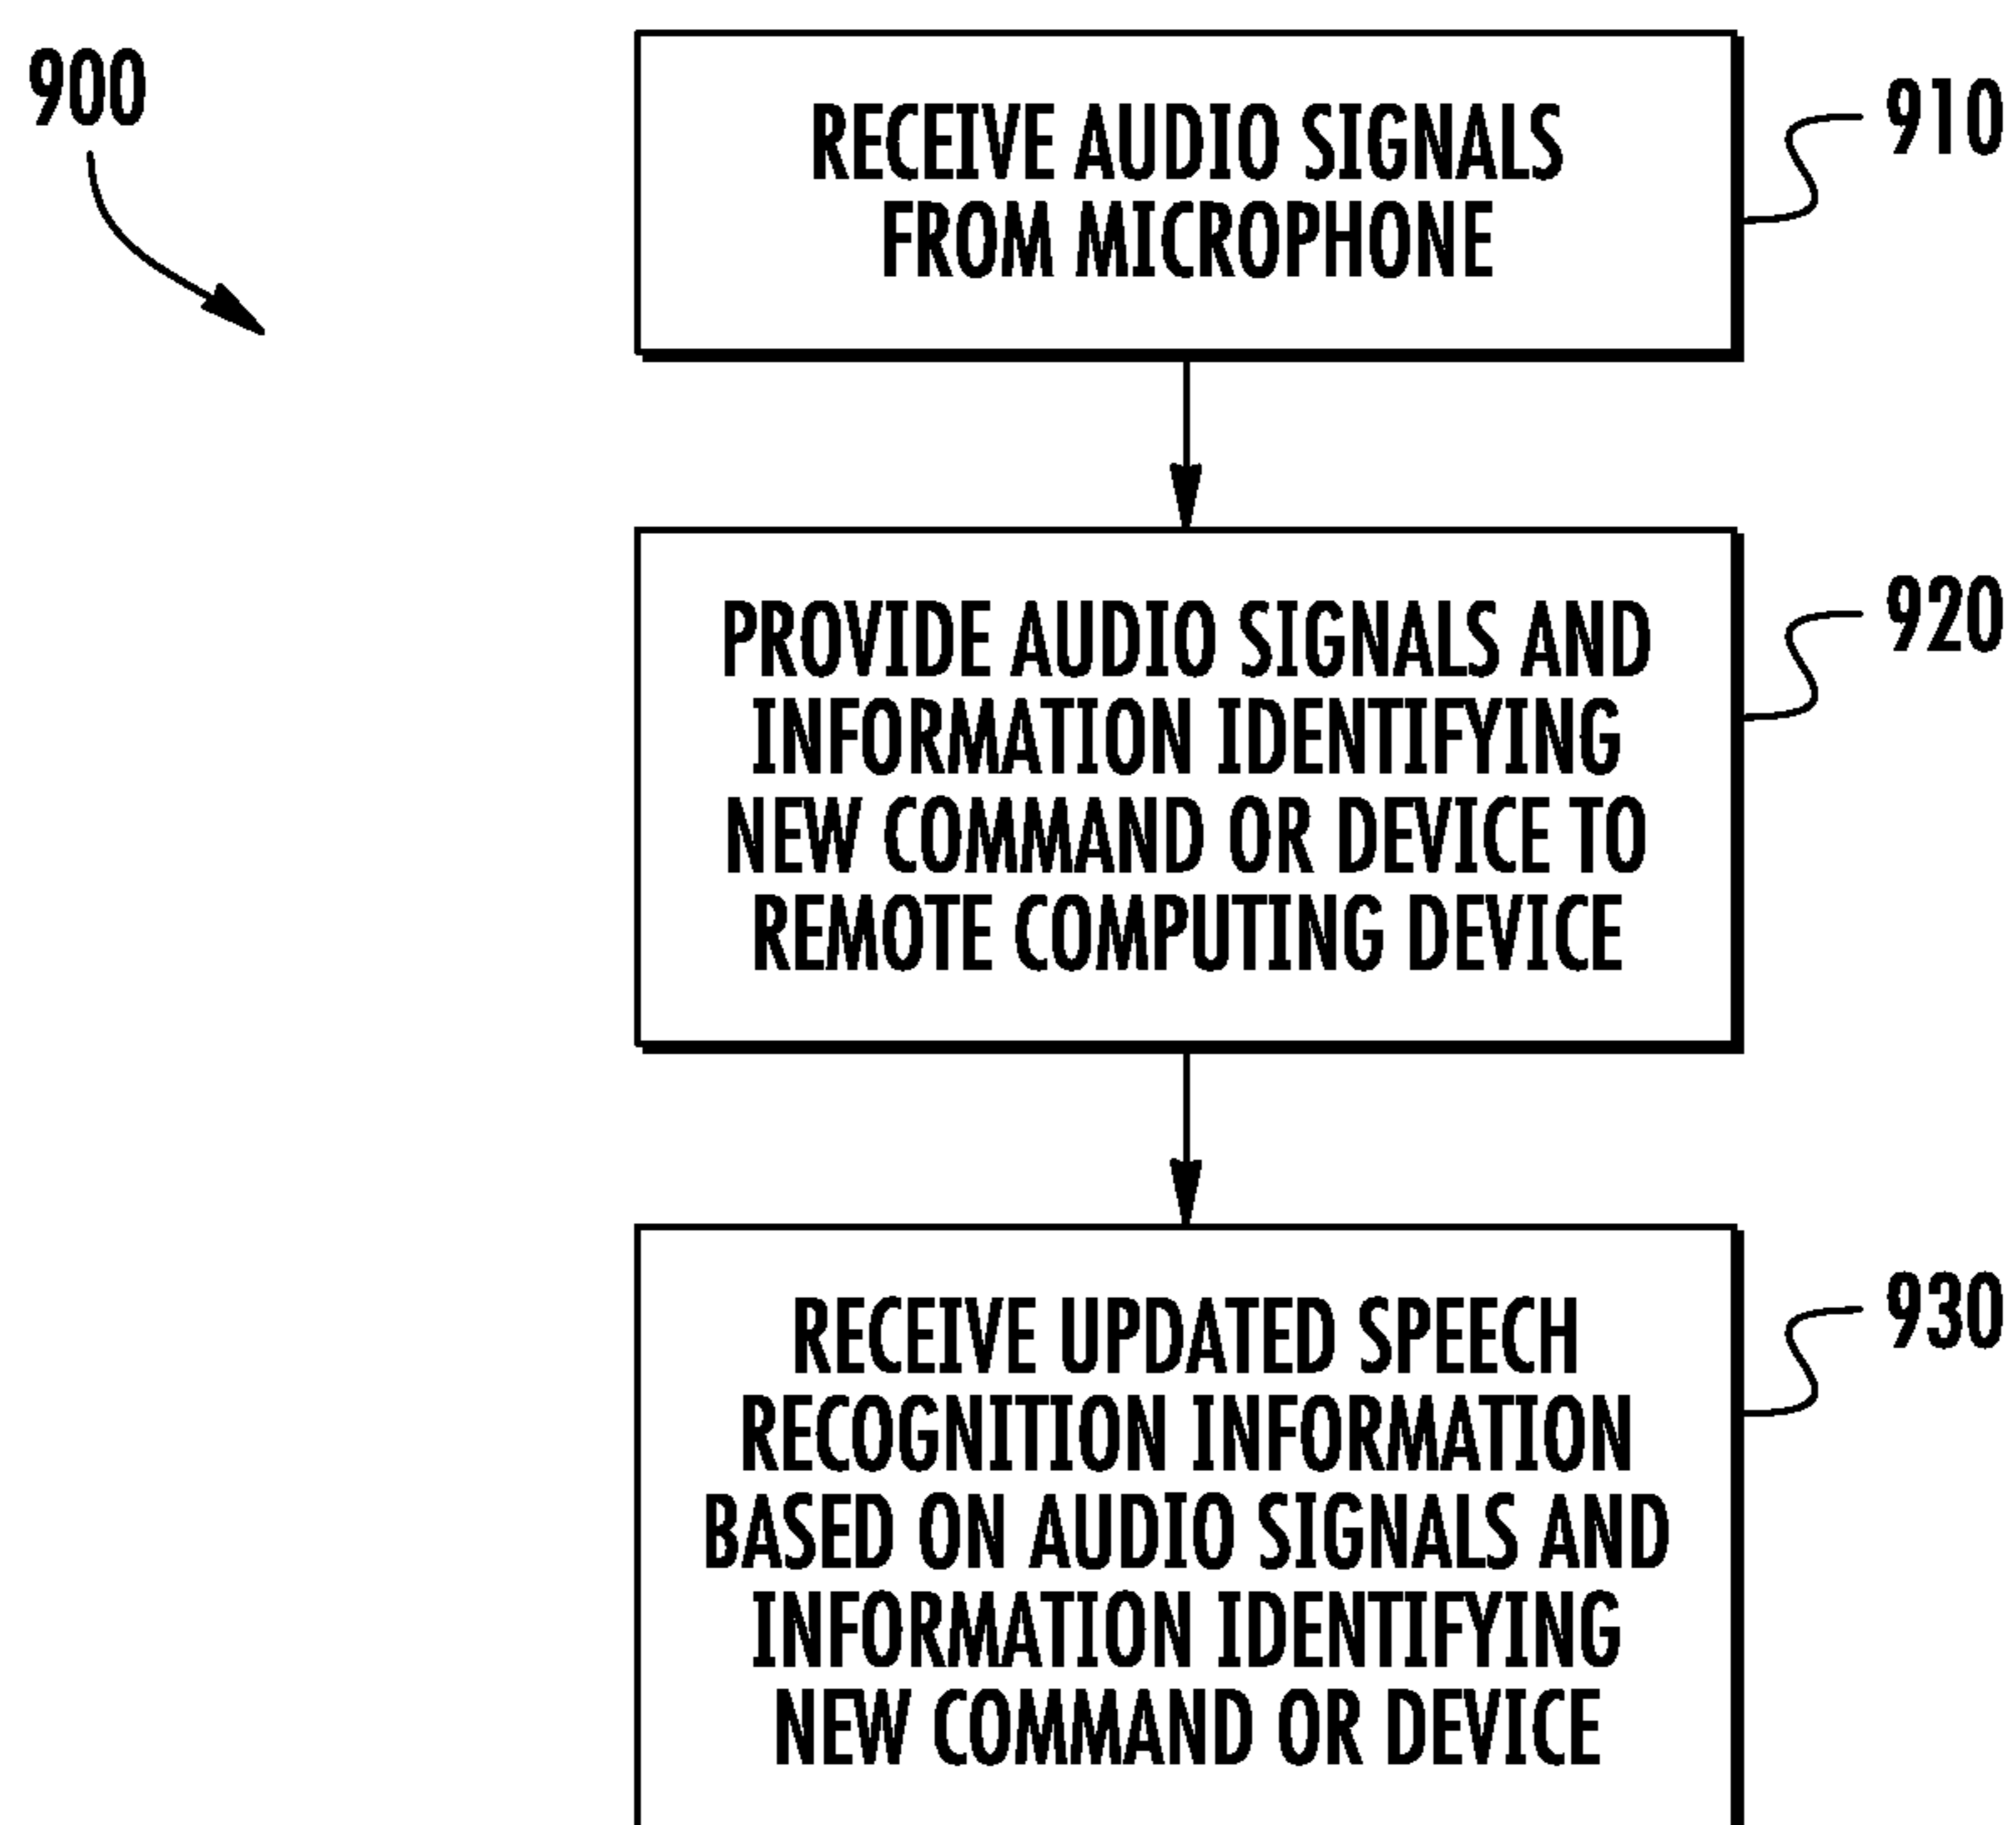 900
RECEIVE AUDIO SIGNALS
FROM MICROPHONE
910
PROVIDE AUDIO SIGNALS AND
INFORMATION IDENTIFYING
NEW COMMAND OR DEVICE TO
REMOTE COMPUTING DEVICE
920
RECEIVE UPDATED SPEECH
RECOGNITION INFORMATION
BASED ON AUDIO SIGNALS AND
INFORMATION IDENTIFYING
NEW COMMAND OR DEVICE
930